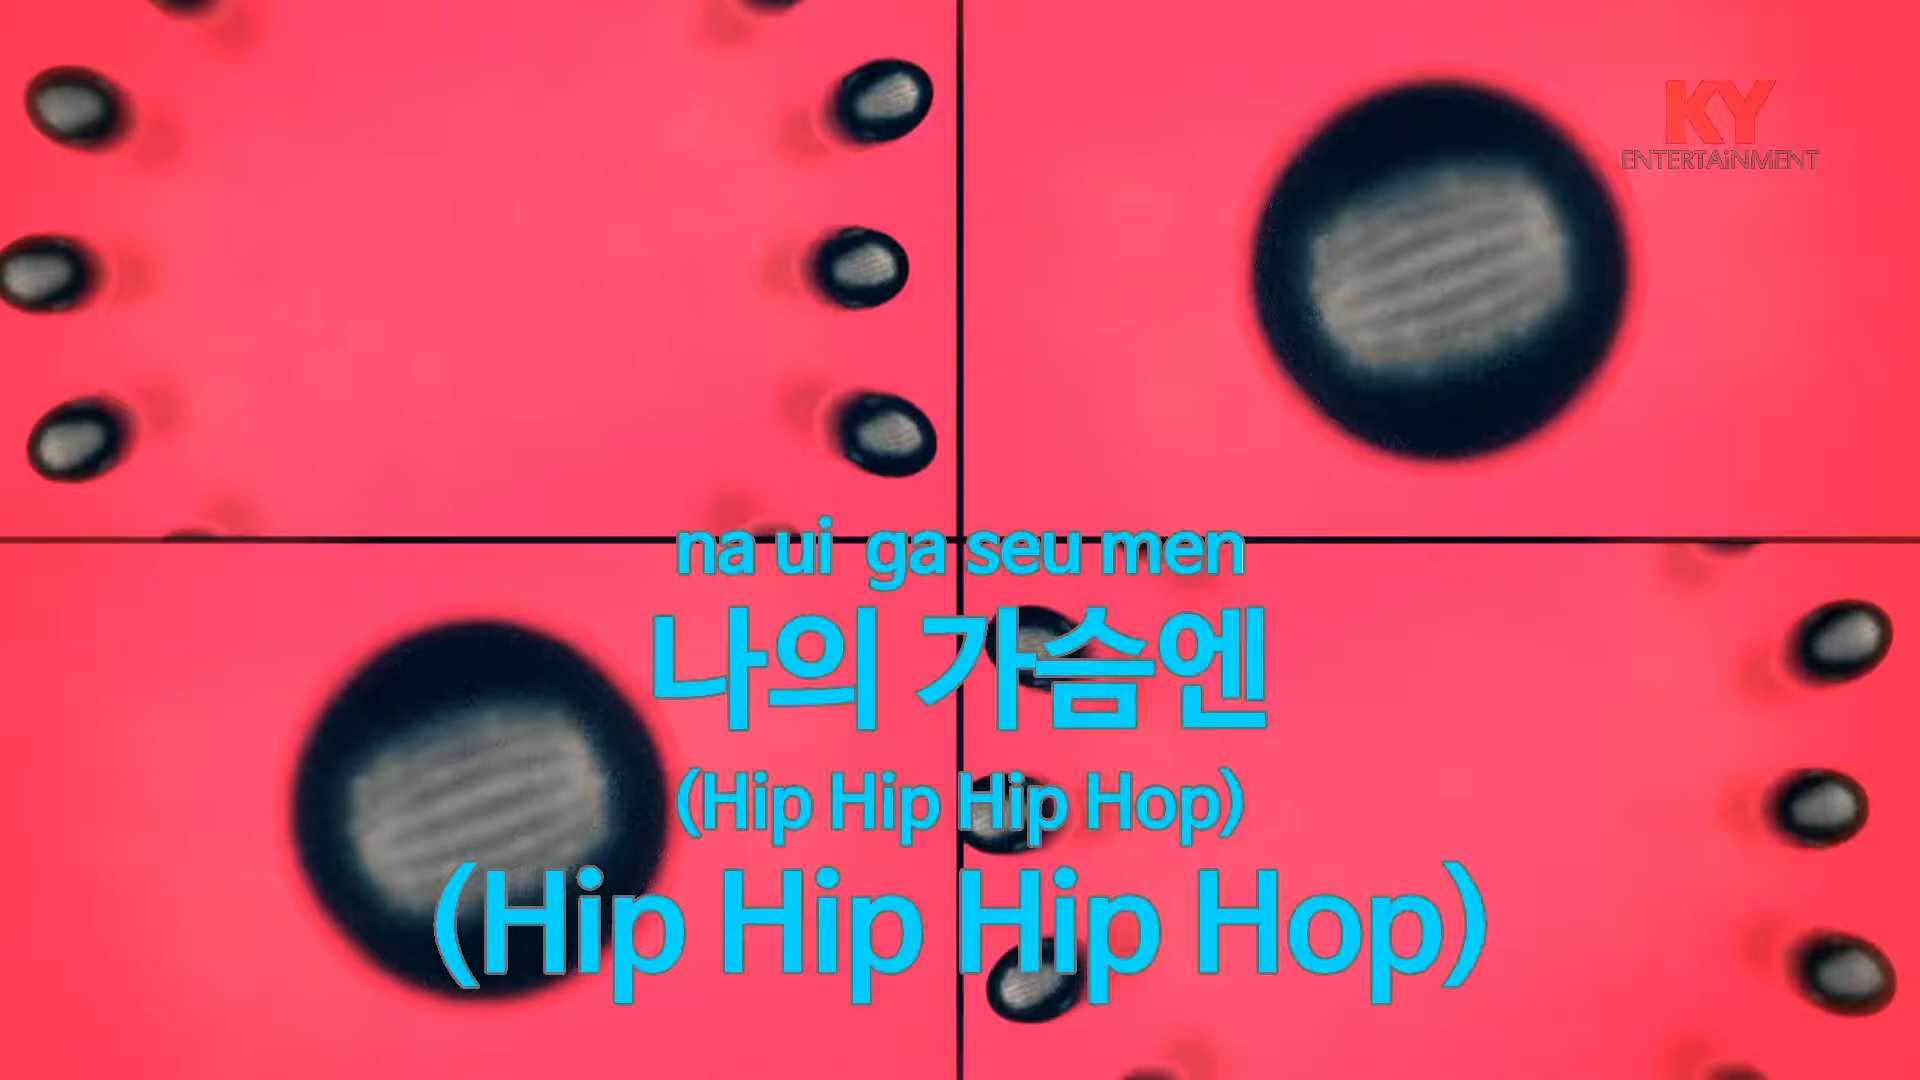 KY
ENTERTAiNMENT
na ui ga seu men
나의 가슴엔
(Hip Hip Hip Hop)
(Hip Hip Hip Hop)